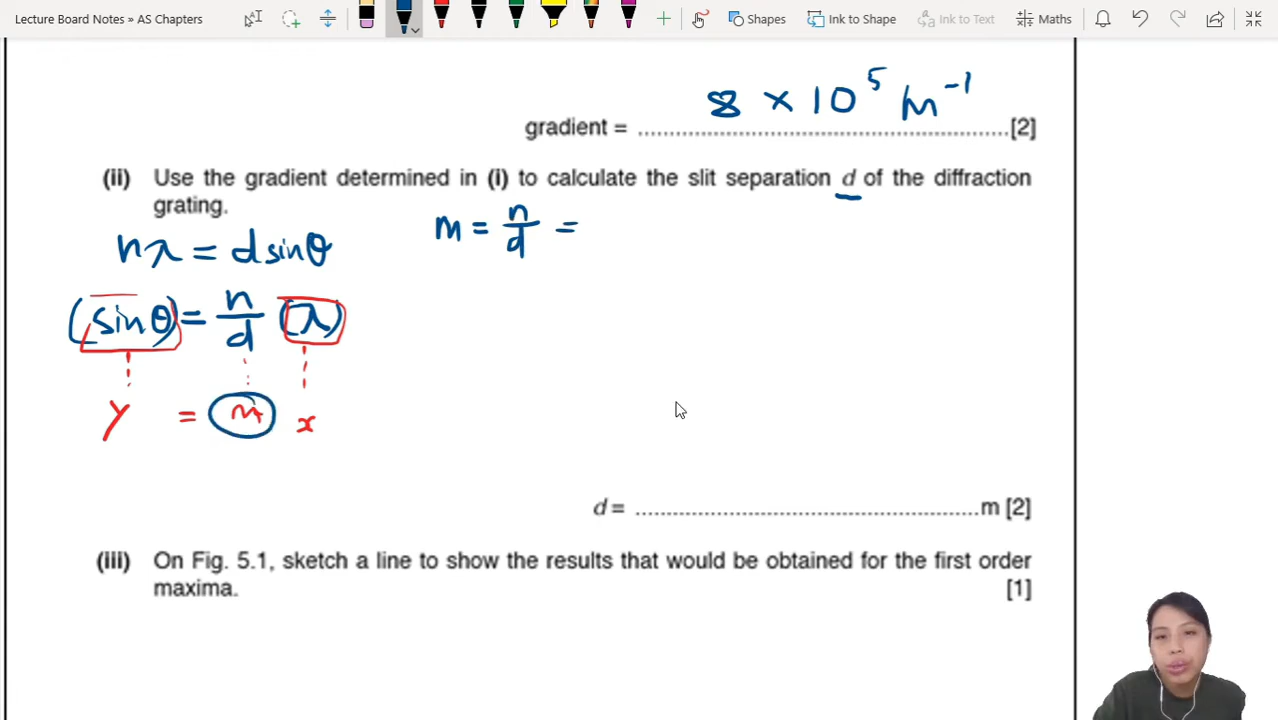 Lecture Board Notes » AS Chapters
Shapes Ink to Shape Ink to Text Maths
8 × 10⁵ m⁻¹
gradient = ........................................................[2]
(ii) Use the gradient determined in (i) to calculate the slit separation d of the diffraction
grating.
m = n/d =
nλ = d sinθ
(sinθ) = n/d (λ)
y = m x
d = ........................................................m [2]
(iii) On Fig. 5.1, sketch a line to show the results that would be obtained for the first order
maxima. [1]